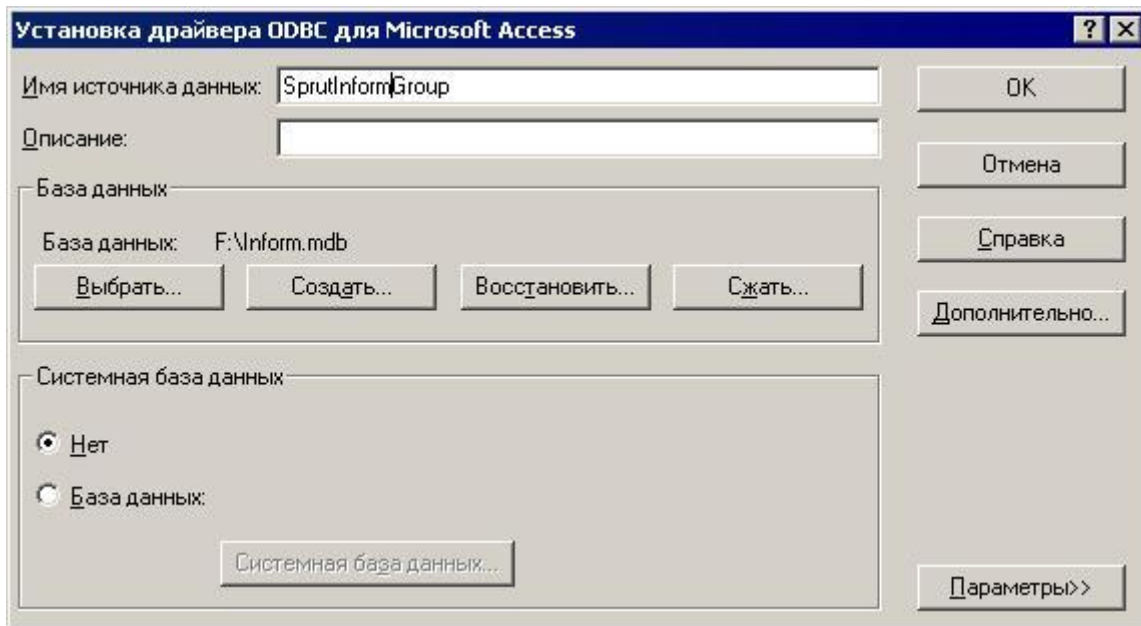 Установка драйвера ODBC для Microsoft Access
Имя источника данных: SprutInformGroup
OK
Описание:
Отмена
База данных
База данных: F:\Inform.mdb
Справка
Выбрать... Создать... Восстановить... Сжать...
Дополнительно...
Системная база данных
Нет
База данных:
Системная база данных...
Параметры>>